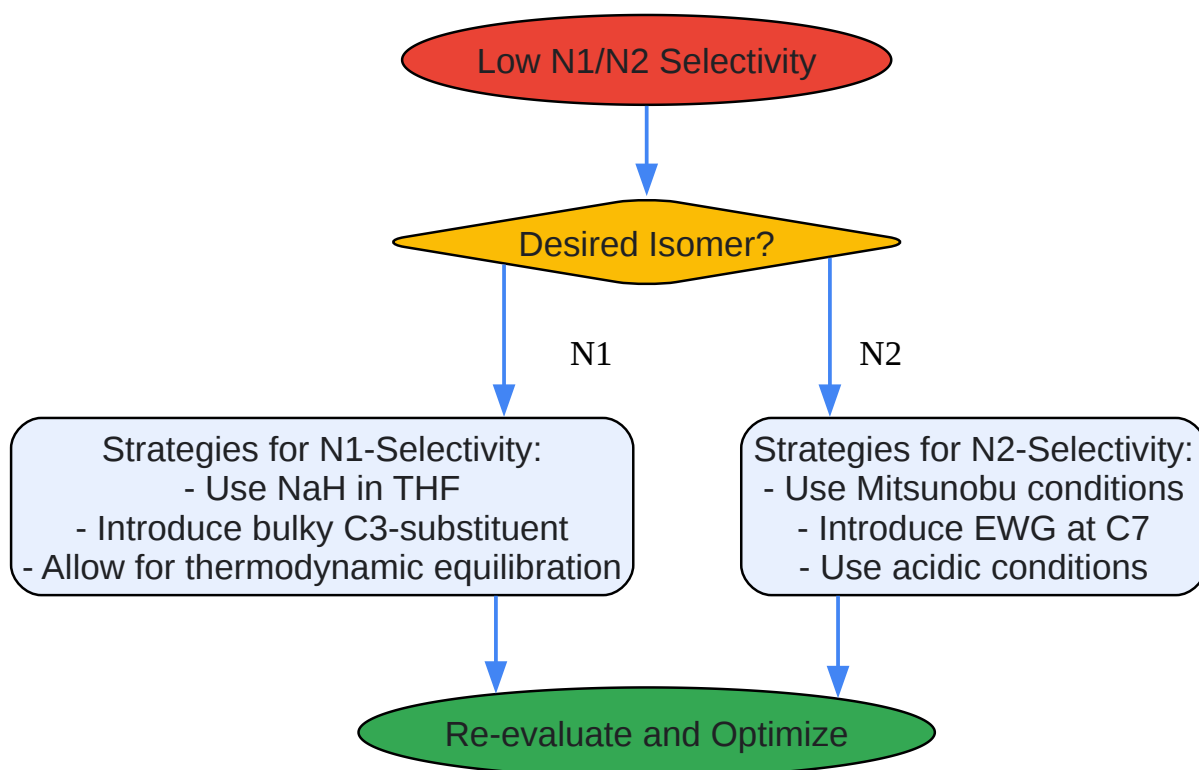 Low N1/N2 Selectivity
Desired Isomer?
N1
N2
Strategies for N1-Selectivity:
- Use NaH in THF
- Introduce bulky C3-substituent
- Allow for thermodynamic equilibration
Strategies for N2-Selectivity:
- Use Mitsunobu conditions
- Introduce EWG at C7
- Use acidic conditions
Re-evaluate and Optimize